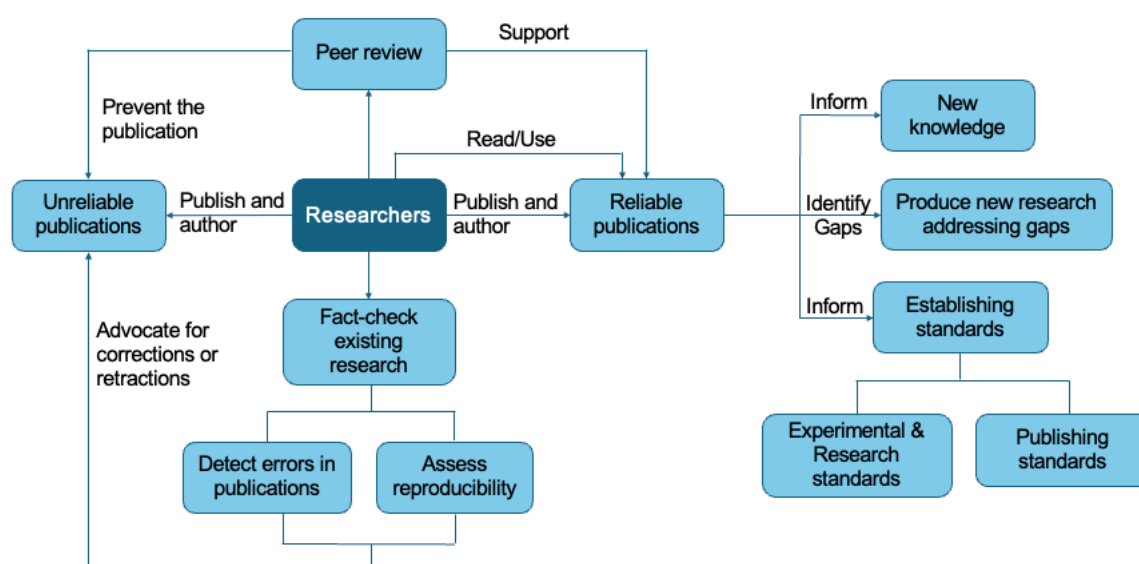 Peer review
Support
Prevent the
publication
Inform
New
knowledge
Read/Use
Unreliable
publications
Publish and
author
Researchers
Publish and
author
Reliable
publications
Identify
Gaps
Produce new research
addressing gaps
Inform
Establishing
standards
Fact-check
existing
research
Advocate for
corrections or
retractions
Experimental &
Research
standards
Publishing
standards
Detect errors in
publications
Assess
reproducibility